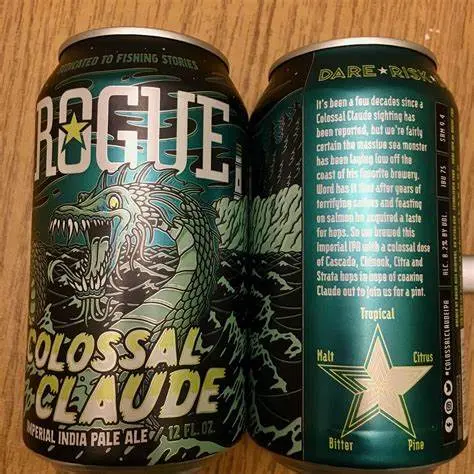 DEDICATED TO FISHING STORIES
ROGUE
COLOSSAL
CLAUDE
IMPERIAL INDIA PALE ALE
12 FL. OZ.
DARE ★ RISK
It's been a few decades since a
Colossal Claude sighting has
been reported, but we're fairly
certain the massive sea monster
has been laying low off the
coast of his favorite brewery.
Word has it that after years of
terrifying sailors and feasting
on salmon he acquired a taste
for hops. So we brewed this
Imperial IPA with a colossal dose
of Cascade, Chinook, Citra and
Strata hops in hope of coaxing
Claude out to join us for a pint.
Tropical
Malt
Citrus
Bitter
Pine
SRM 9.4
IBU 75
ALC. 8.2% BY VOL.
#COLOSSALCLAUDEIPA